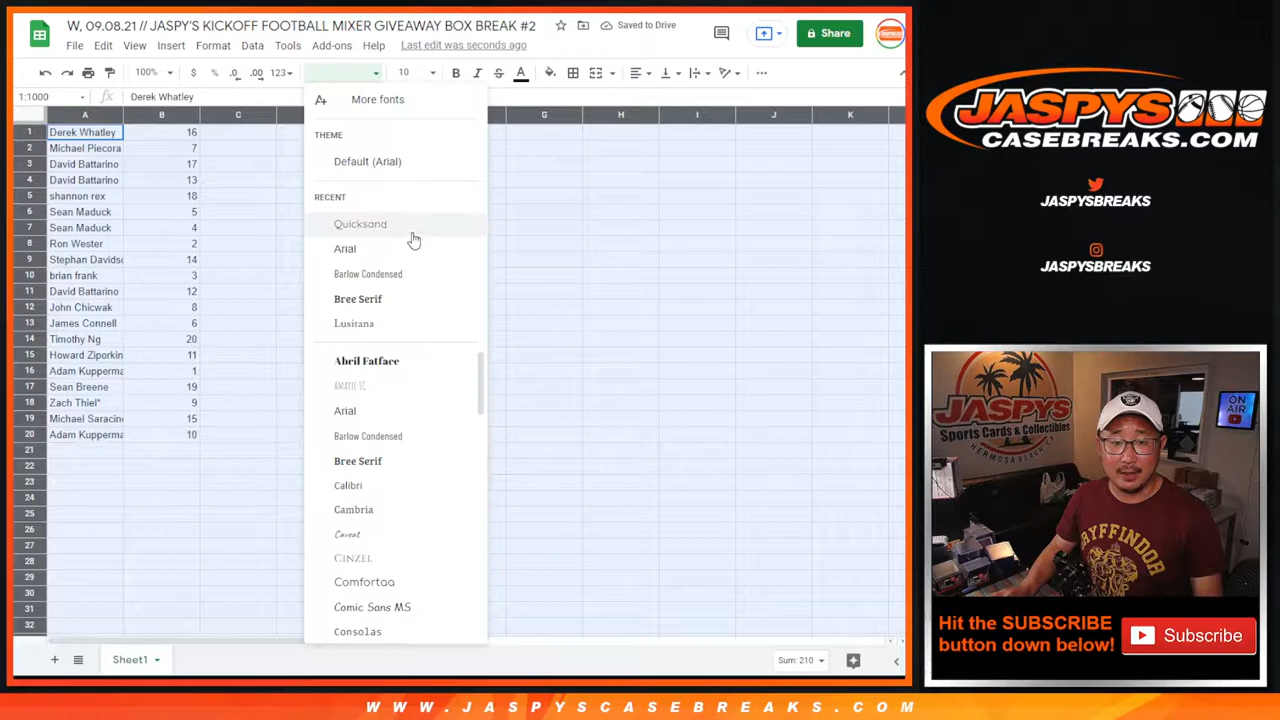 W, 09.08.21 // JASPY'S KICKOFF FOOTBALL MIXER GIVEAWAY BOX BREAK #2
Saved to Drive
File Edit View Insert Format Data Tools Add-ons Help Last edit was seconds ago
Share
100% $ % .0 .00 123 10 B I S A
1:1000 fx Derek Whatley
A B C G H I J K
1 Derek Whatley 16
2 Michael Piecora 7
3 David Battarino 17
4 David Battarino 13
5 shannon rex 18
6 Sean Maduck 5
7 Sean Maduck 4
8 Ron Wester 2
9 Stephan Davidso 14
10 brian frank 3
11 David Battarino 12
12 John Chicwak 8
13 James Connell 6
14 Timothy Ng 20
15 Howard Ziporkin 11
16 Adam Kupperma 1
17 Sean Breene 19
18 Zach Thiel* 9
19 Michael Saracine 15
20 Adam Kupperma 10
21
22
23
24
25
26
27
28
29
30
31
32
More fonts
THEME
Default (Arial)
RECENT
Quicksand
Arial
Barlow Condensed
Bree Serif
Lusitana
Abril Fatface
AMATIC SC
Arial
Barlow Condensed
Bree Serif
Calibri
Cambria
Caveat
CINZEL
Comfortaa
Comic Sans MS
Consolas
Sheet1
Sum: 210
JASPYS
CASEBREAKS.COM
JASPYSBREAKS
JASPYSBREAKS
JASPYS
Sports Cards & Collectibles
HERMOSA BEACH, CA
ON AIR
GRYFFINDOR
Hit the SUBSCRIBE
button down below!
Subscribe
WWW.JASPYSCASEBREAKS.COM